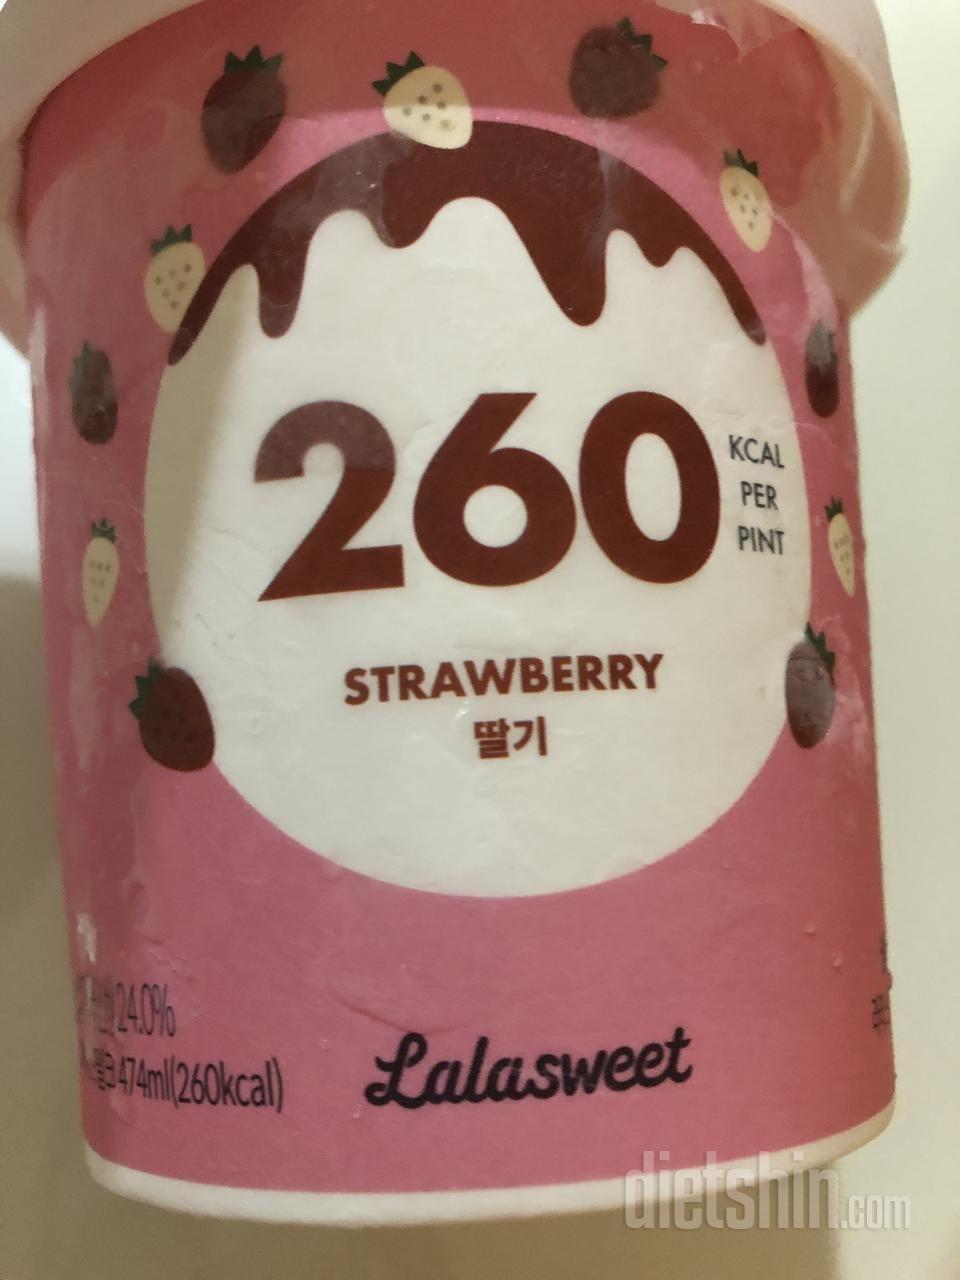 260
KCAL
PER
PINT
STRAWBERRY
딸기
24.0%
474ml(260kcal)
Lalasweet
dietshin.com